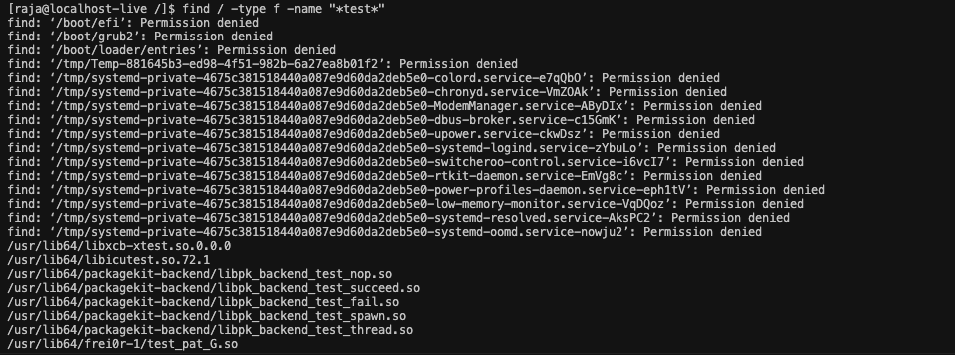 [raja@localhost-live /]$ find / -type f -name "*test*"
find: ‘/boot/efi’: Permission denied
find: ‘/boot/grub2’: Permission denied
find: ‘/boot/loader/entries’: Permission denied
find: ‘/tmp/Temp-881645b3-ed98-4f51-982b-6a27ea8b01f2’: Permission denied
find: ‘/tmp/systemd-private-4675c381518440a087e9d60da2deb5e0-colord.service-e7qQbO’: Permission denied
find: ‘/tmp/systemd-private-4675c381518440a087e9d60da2deb5e0-chronyd.service-VmZOAk’: Permission denied
find: ‘/tmp/systemd-private-4675c381518440a087e9d60da2deb5e0-ModemManager.service-AByDIx’: Permission denied
find: ‘/tmp/systemd-private-4675c381518440a087e9d60da2deb5e0-dbus-broker.service-c15GmK’: Permission denied
find: ‘/tmp/systemd-private-4675c381518440a087e9d60da2deb5e0-upower.service-ckwDsz’: Permission denied
find: ‘/tmp/systemd-private-4675c381518440a087e9d60da2deb5e0-systemd-logind.service-zYbuLo’: Permission denied
find: ‘/tmp/systemd-private-4675c381518440a087e9d60da2deb5e0-switcheroo-control.service-i6vcI7’: Permission denied
find: ‘/tmp/systemd-private-4675c381518440a087e9d60da2deb5e0-rtkit-daemon.service-EmVg8c’: Permission denied
find: ‘/tmp/systemd-private-4675c381518440a087e9d60da2deb5e0-power-profiles-daemon.service-eph1tV’: Permission denied
find: ‘/tmp/systemd-private-4675c381518440a087e9d60da2deb5e0-low-memory-monitor.service-VqDQoz’: Permission denied
find: ‘/tmp/systemd-private-4675c381518440a087e9d60da2deb5e0-systemd-resolved.service-AksPC2’: Permission denied
find: ‘/tmp/systemd-private-4675c381518440a087e9d60da2deb5e0-systemd-oomd.service-nowju2’: Permission denied
/usr/lib64/libxcb-xtest.so.0.0.0
/usr/lib64/libicutest.so.72.1
/usr/lib64/packagekit-backend/libpk_backend_test_nop.so
/usr/lib64/packagekit-backend/libpk_backend_test_succeed.so
/usr/lib64/packagekit-backend/libpk_backend_test_fail.so
/usr/lib64/packagekit-backend/libpk_backend_test_spawn.so
/usr/lib64/packagekit-backend/libpk_backend_test_thread.so
/usr/lib64/frei0r-1/test_pat_G.so